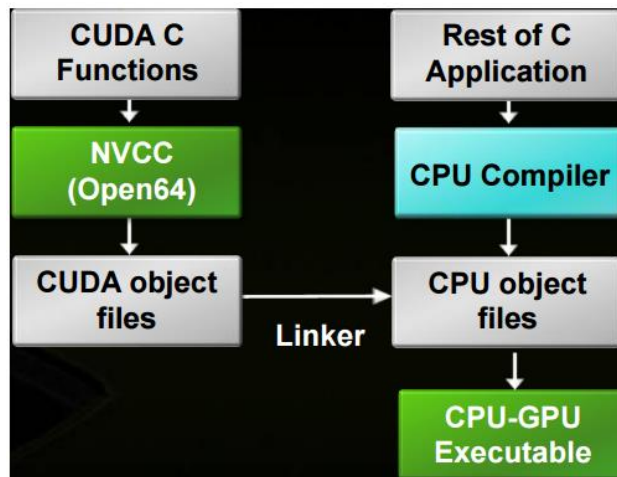 CUDA C
Functions
Rest of C
Application
NVCC
(Open64)
CPU Compiler
CUDA object
files
Linker
CPU object
files
CPU-GPU
Executable